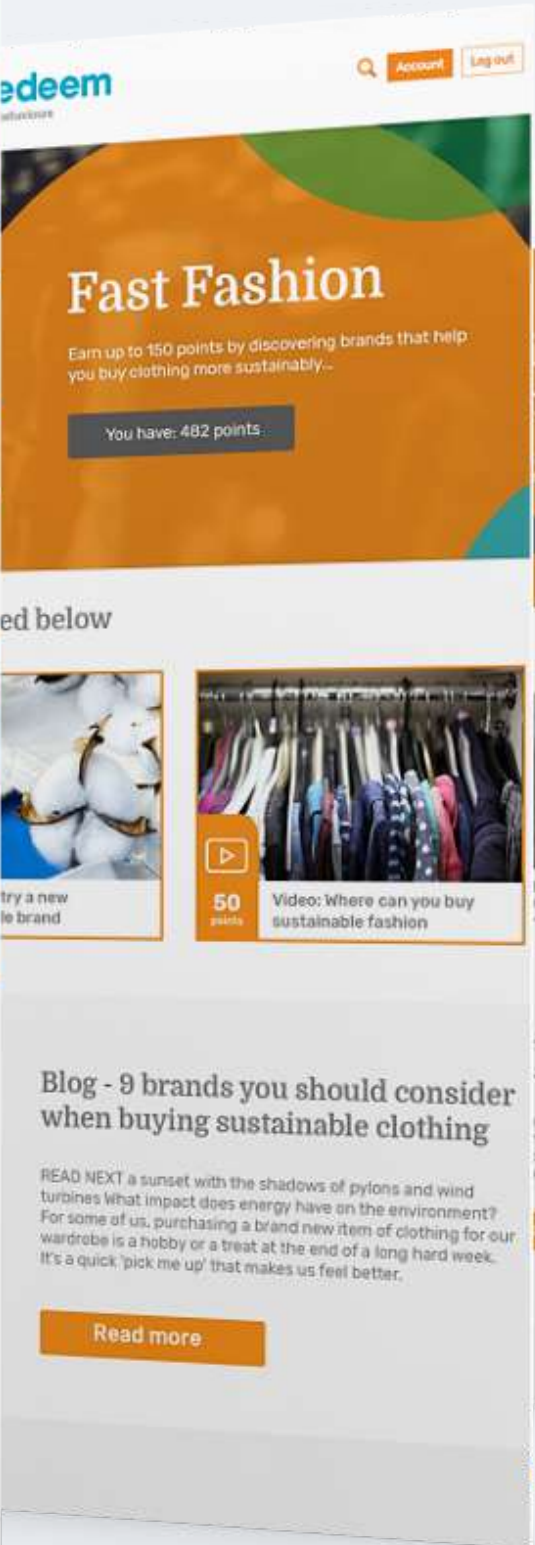 edeem
Account
Log out
Fast Fashion
Earn up to 150 points by discovering brands that help
you buy clothing more sustainably...
You have: 482 points
ed below
try a new
le brand
50
points
Video: Where can you buy
sustainable fashion
Blog - 9 brands you should consider
when buying sustainable clothing
READ NEXT a sunset with the shadows of pylons and wind
turbines What impact does energy have on the environment?
For some of us, purchasing a brand new item of clothing for our
wardrobe is a hobby or a treat at the end of a long hard week.
It's a quick 'pick me up' that makes us feel better.
Read more